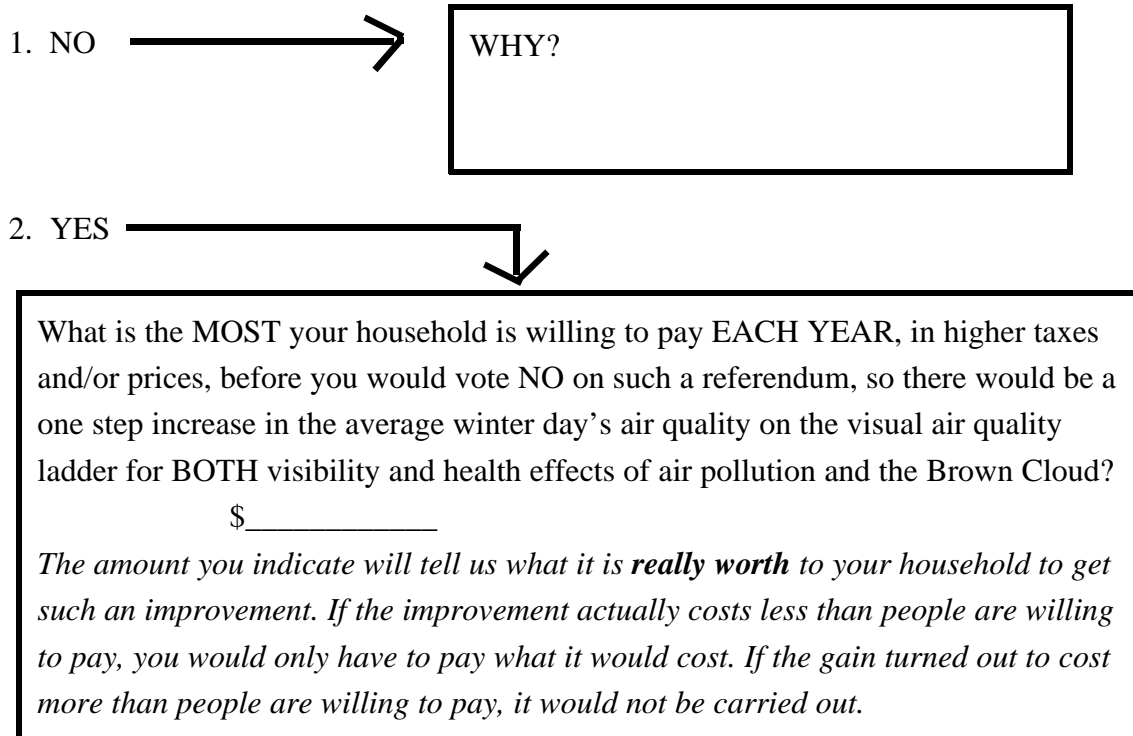 1. NO
WHY?
2. YES
What is the MOST your household is willing to pay EACH YEAR, in higher taxes
and/or prices, before you would vote NO on such a referendum, so there would be a
one step increase in the average winter day’s air quality on the visual air quality
ladder for BOTH visibility and health effects of air pollution and the Brown Cloud?
$____________
The amount you indicate will tell us what it is really worth to your household to get
such an improvement. If the improvement actually costs less than people are willing
to pay, you would only have to pay what it would cost. If the gain turned out to cost
more than people are willing to pay, it would not be carried out.